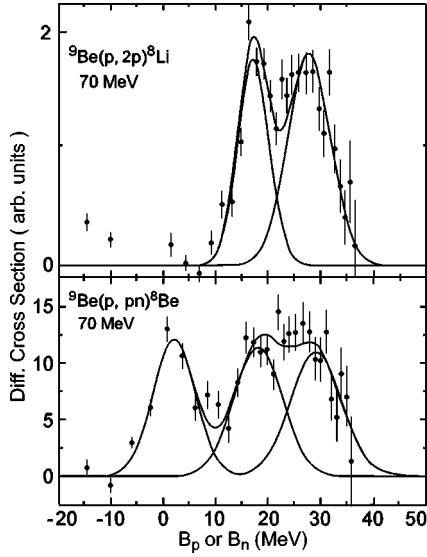 ⁹Be(p, 2p)⁸Li
70 MeV
2
1
0
Diff. Cross Section ( arb. units )
⁹Be(p, pn)⁸Be
70 MeV
15
10
5
0
-20 -10 0 10 20 30 40 50
Bₚ or Bₙ (MeV)